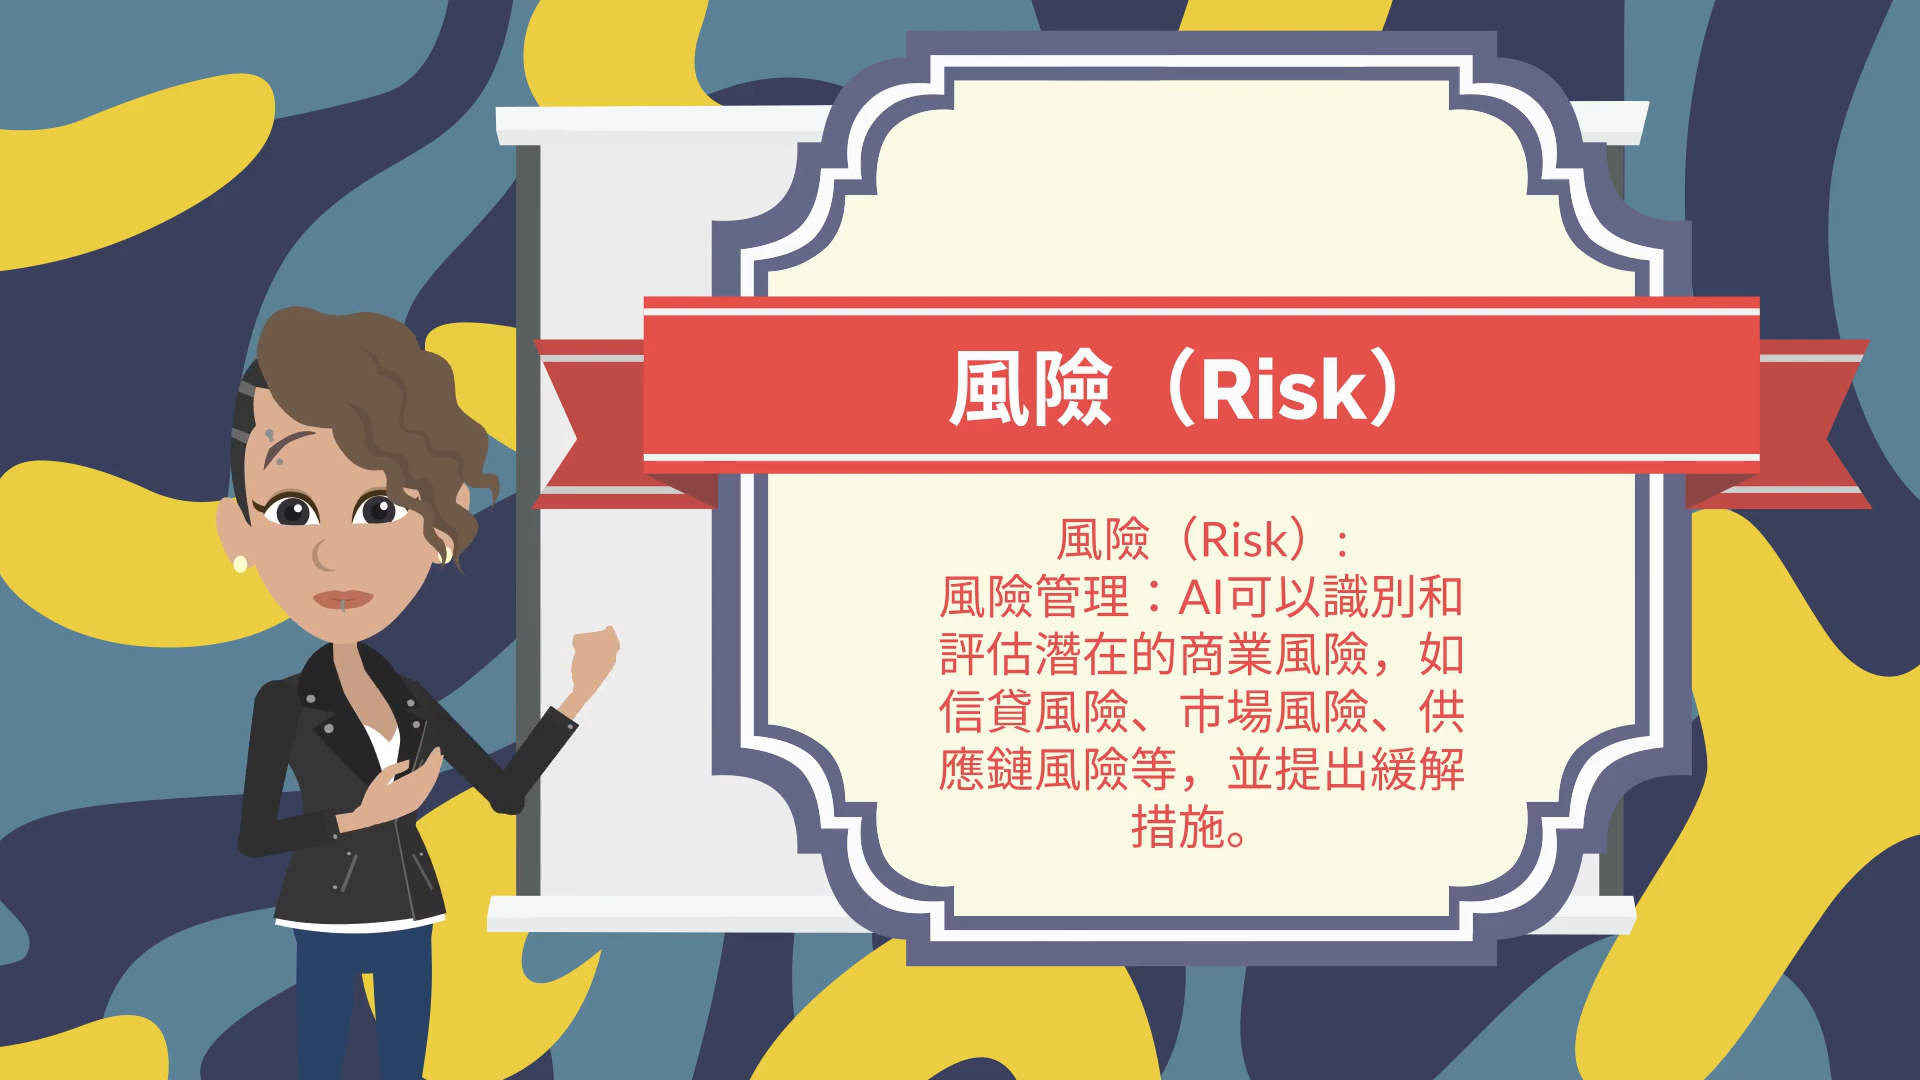 風險（Risk）
風險（Risk）:
風險管理：AI可以識別和
評估潛在的商業風險，如
信貸風險、市場風險、供
應鏈風險等，並提出緩解
措施。